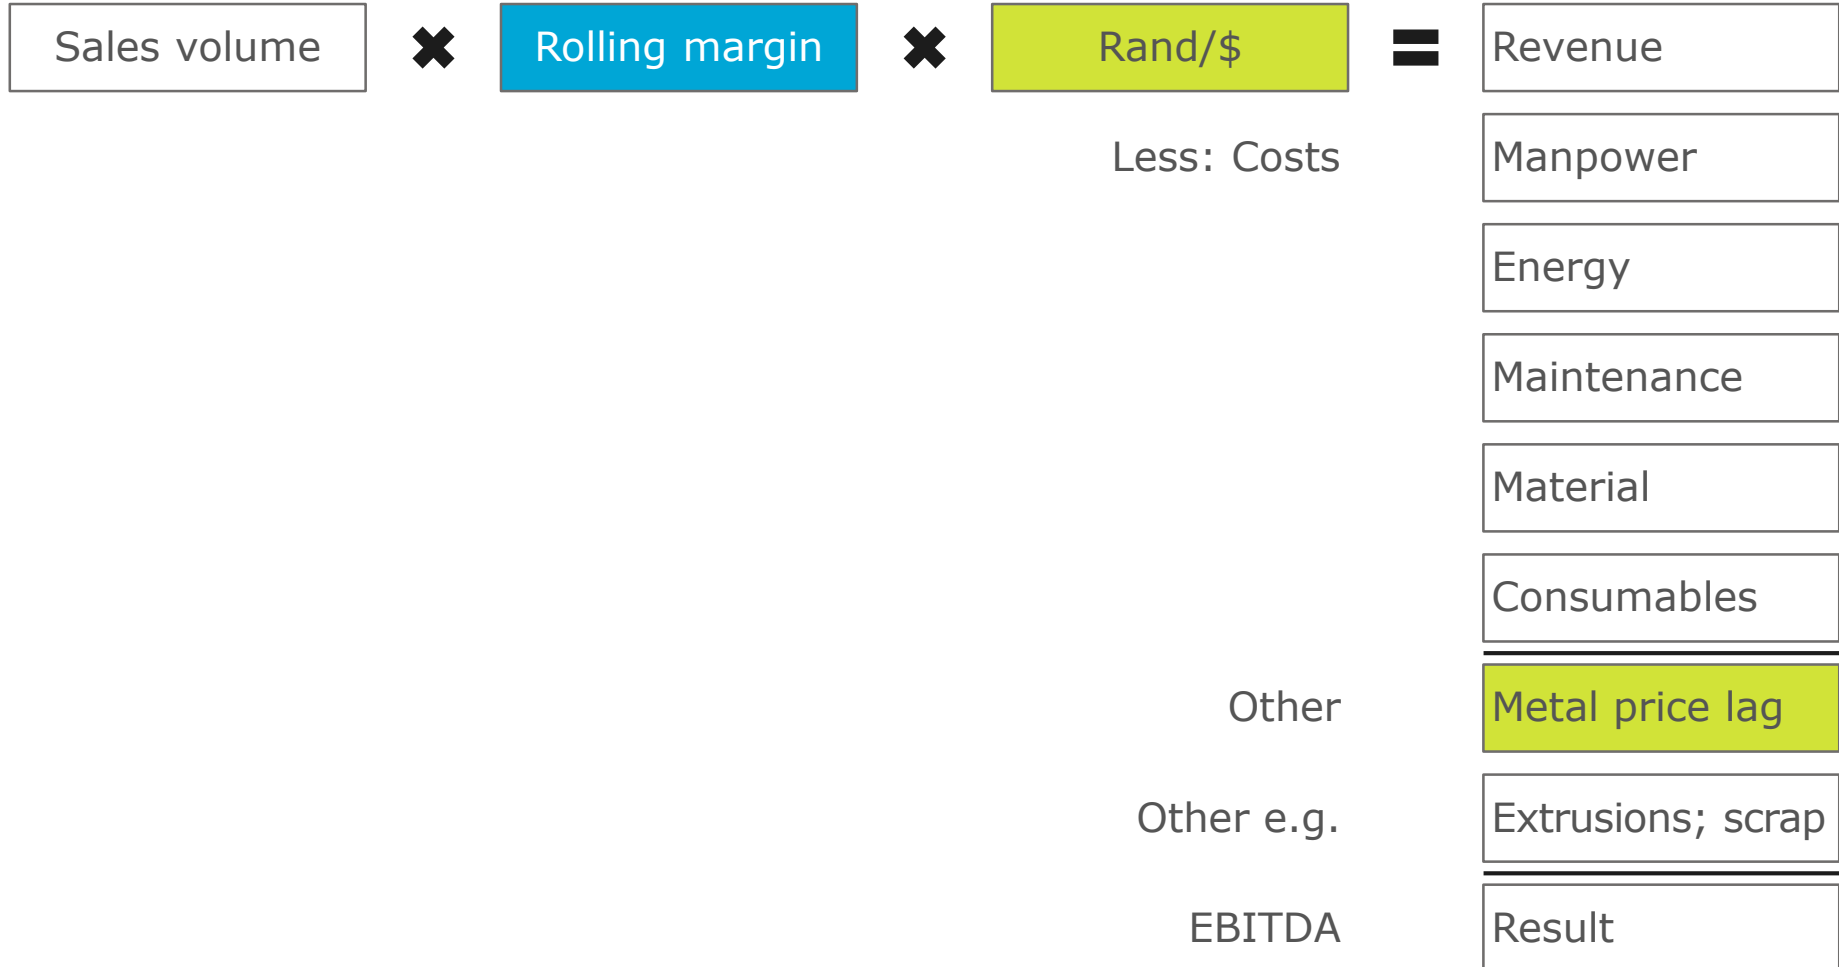 Sales volume ✖ Rolling margin ✖ Rand/$ = Revenue
Less: Costs Manpower
Energy
Maintenance
Material
Consumables
Other Metal price lag
Other e.g. Extrusions; scrap
EBITDA Result